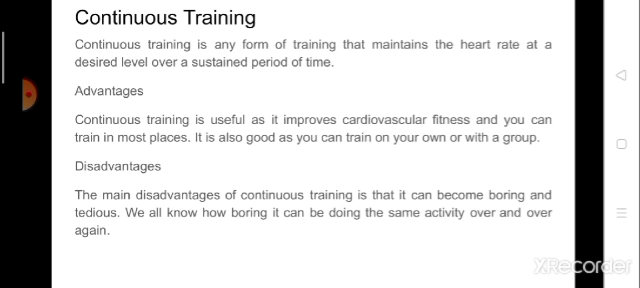 Continuous Training
Continuous training is any form of training that maintains the heart rate at a
desired level over a sustained period of time.
Advantages
Continuous training is useful as it improves cardiovascular fitness and you can
train in most places. It is also good as you can train on your own or with a group.
Disadvantages
The main disadvantages of continuous training is that it can become boring and
tedious. We all know how boring it can be doing the same activity over and over
again.
XRecorder